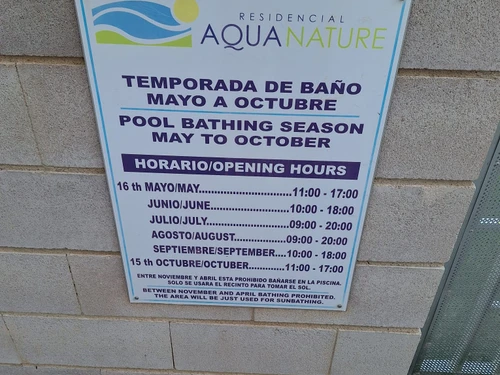 RESIDENCIAL
AQUANATURE
TEMPORADA DE BAÑO
MAYO A OCTUBRE
POOL BATHING SEASON
MAY TO OCTOBER
HORARIO/OPENING HOURS
16 th MAYO/MAY..............................11:00 - 17:00
JUNIO/JUNE.........................10:00 - 18:00
JULIO/JULY..........................09:00 - 20:00
AGOSTO/AUGUST.................09:00 - 20:00
SEPTIEMBRE/SEPTEMBER....10:00 - 18:00
15 th OCTUBRE/OCTUBER............11:00 - 17:00
ENTRE NOVIEMBRE Y ABRIL ESTA PROHIBIDO BAÑARSE EN LA PISCINA.
SOLO SE USARA EL RECINTO PARA TOMAR EL SOL.
BETWEEN NOVEMBER AND APRIL BATHING PROHIBITED.
THE AREA WILL BE JUST USED FOR SUNBATHING.